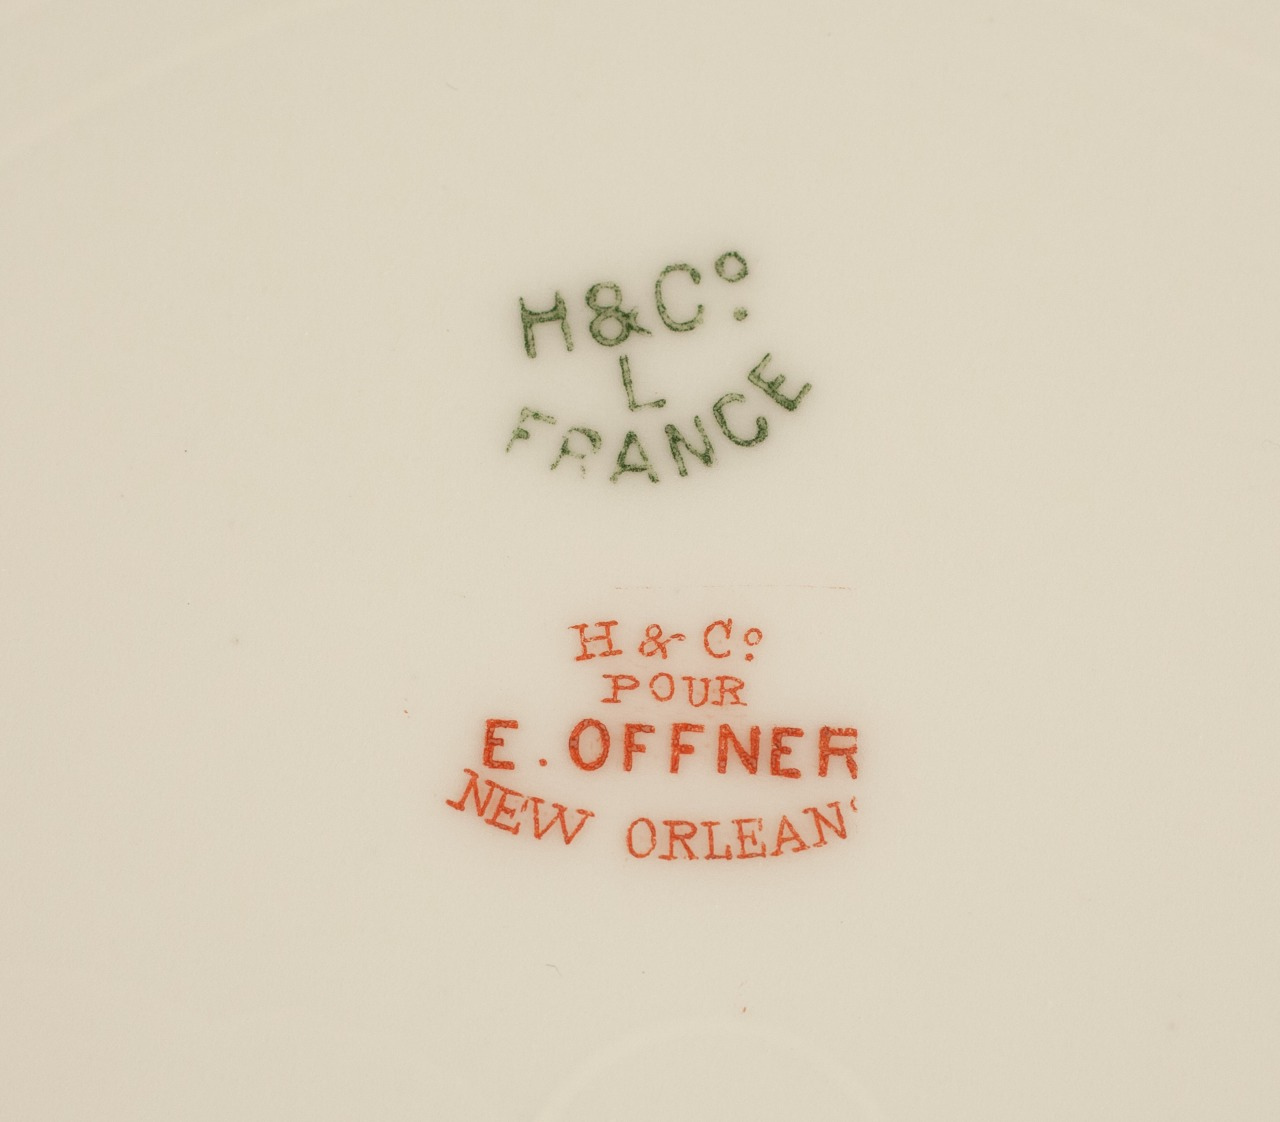 H & Co.
L
FRANCE
H & Co.
POUR
E. OFFNER
NEW ORLEAN